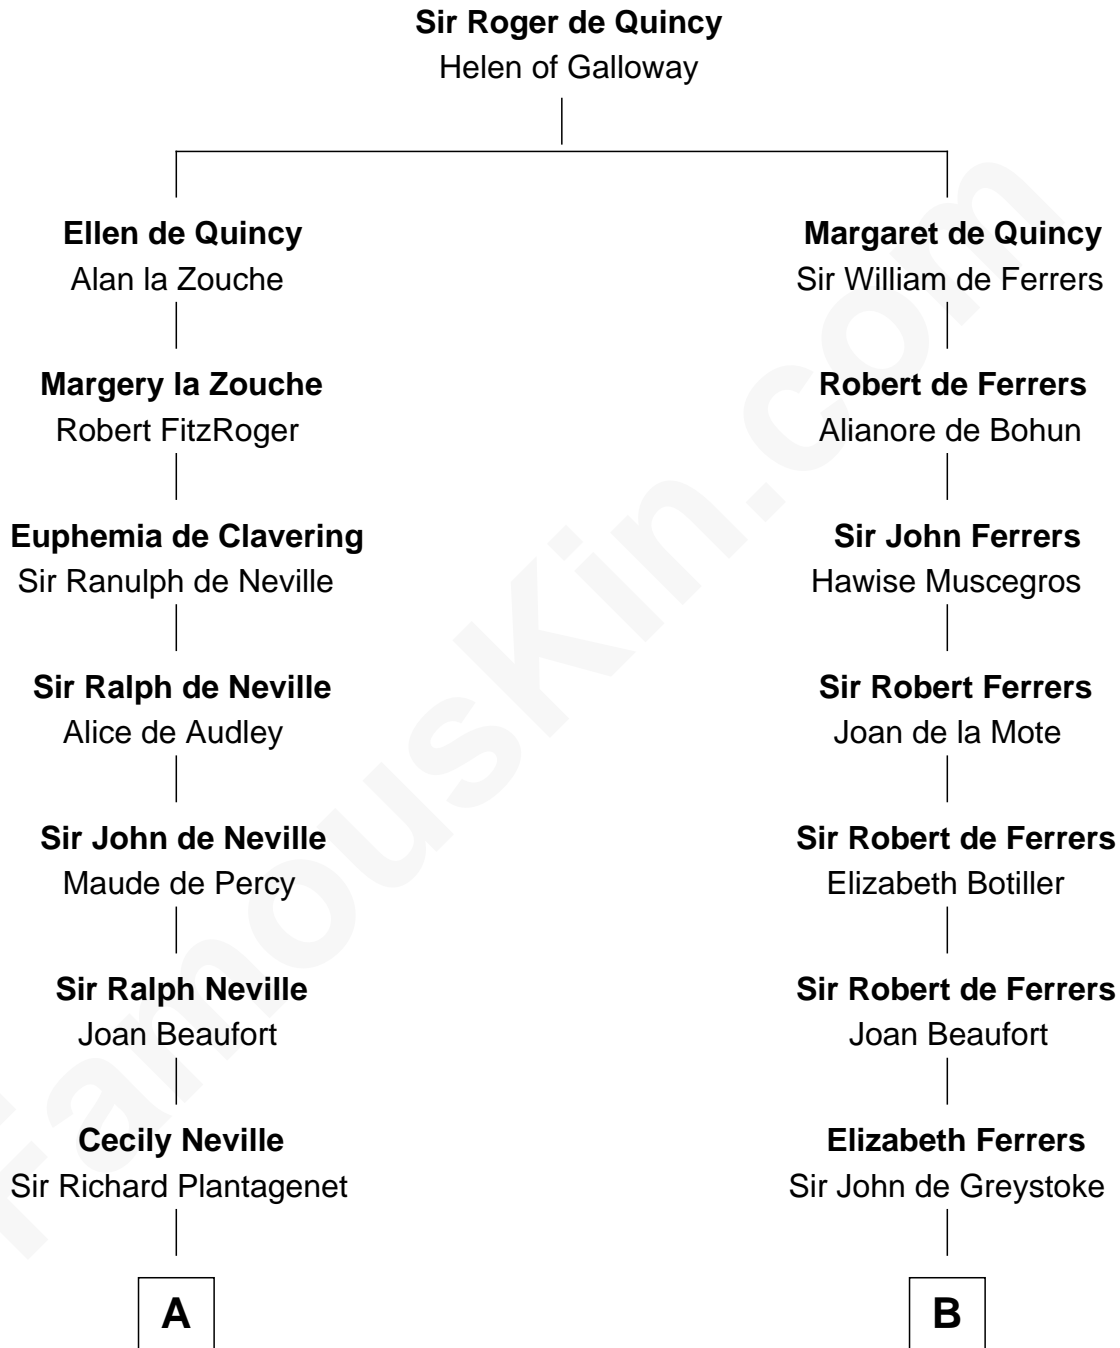 Sir Roger de Quincy
Helen of Galloway
Ellen de Quincy
Alan la Zouche
Margery la Zouche
Robert FitzRoger
Euphemia de Clavering
Sir Ranulph de Neville
Sir Ralph de Neville
Alice de Audley
Sir John de Neville
Maude de Percy
Sir Ralph Neville
Joan Beaufort
Cecily Neville
Sir Richard Plantagenet
A
Margaret de Quincy
Sir William de Ferrers
Robert de Ferrers
Alianore de Bohun
Sir John Ferrers
Hawise Muscegros
Sir Robert Ferrers
Joan de la Mote
Sir Robert de Ferrers
Elizabeth Botiller
Sir Robert de Ferrers
Joan Beaufort
Elizabeth Ferrers
Sir John de Greystoke
B
FamousKin.com